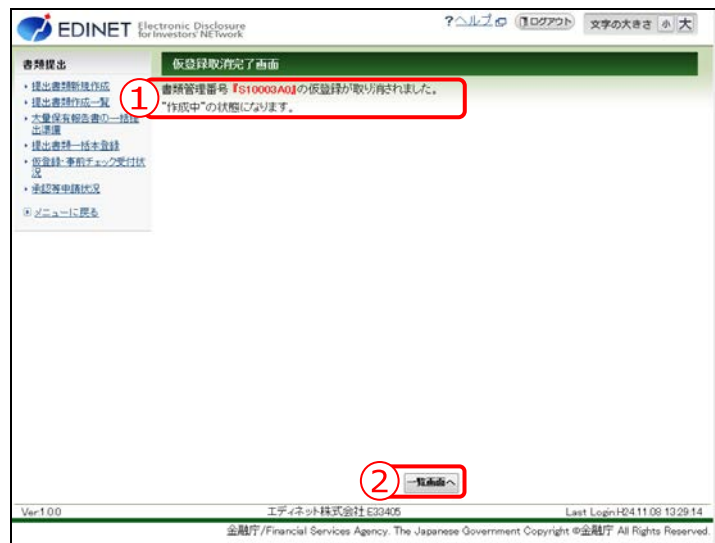 EDINET Electronic Disclosure for Investors' NETwork
?ヘルプ ログアウト 文字の大きさ 小 大
書類提出
・提出書類新規作成
・提出書類作成一覧
・大量保有報告書の一括提
出準備
・提出書類一括本登録
・仮登録・事前チェック受付状
況
・承認等申請状況
メニューに戻る
仮登録取消完了画面
① 書類管理番号『S10003A0』の仮登録が取り消されました。
"作成中"の状態になります。
② 一覧画面へ
Ver1.0.0 エディネット株式会社 E33405 Last Login:H24.11.08 13:29:14
金融庁/Financial Services Agency. The Japanese Government Copyright ©金融庁 All Rights Reserved.